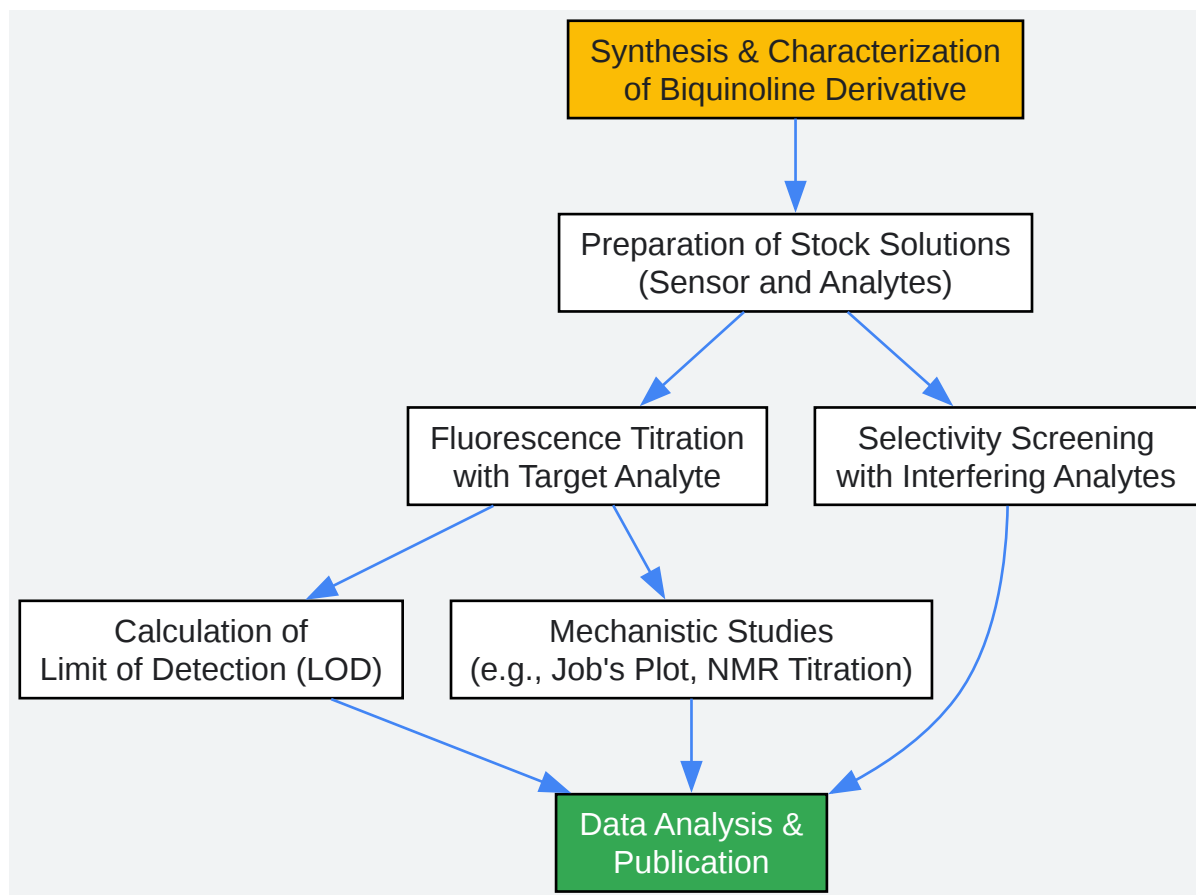 Synthesis & Characterization
of Biquinoline Derivative
Preparation of Stock Solutions
(Sensor and Analytes)
Fluorescence Titration
with Target Analyte
Selectivity Screening
with Interfering Analytes
Calculation of
Limit of Detection (LOD)
Mechanistic Studies
(e.g., Job's Plot, NMR Titration)
Data Analysis &
Publication